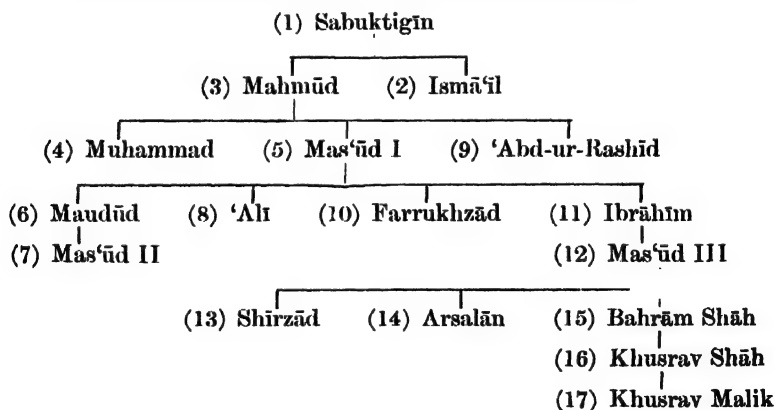 (1) Sabuktigīn
(3) Mahmūd (2) Ismā‘īl
(4) Muhammad (5) Mas‘ūd I (9) ‘Abd-ur-Rashīd
(6) Maudūd (8) ‘Alī (10) Farrukhzād (11) Ibrāhīm
(7) Mas‘ūd II (12) Mas‘ūd III
(13) Shīrzād (14) Arsalān (15) Bahrām Shāh
(16) Khusrav Shāh
(17) Khusrav Malik